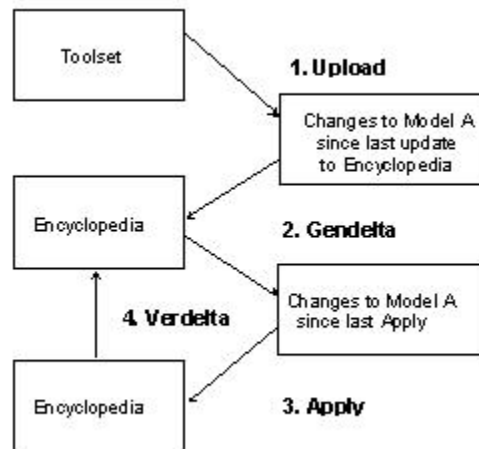 Toolset
1. Upload
Changes to Model A
since last update
to Encyclopedia
Encyclopedia
2. Gendelta
Changes to Model A
since last Apply
4. Verdelta
Encyclopedia
3. Apply